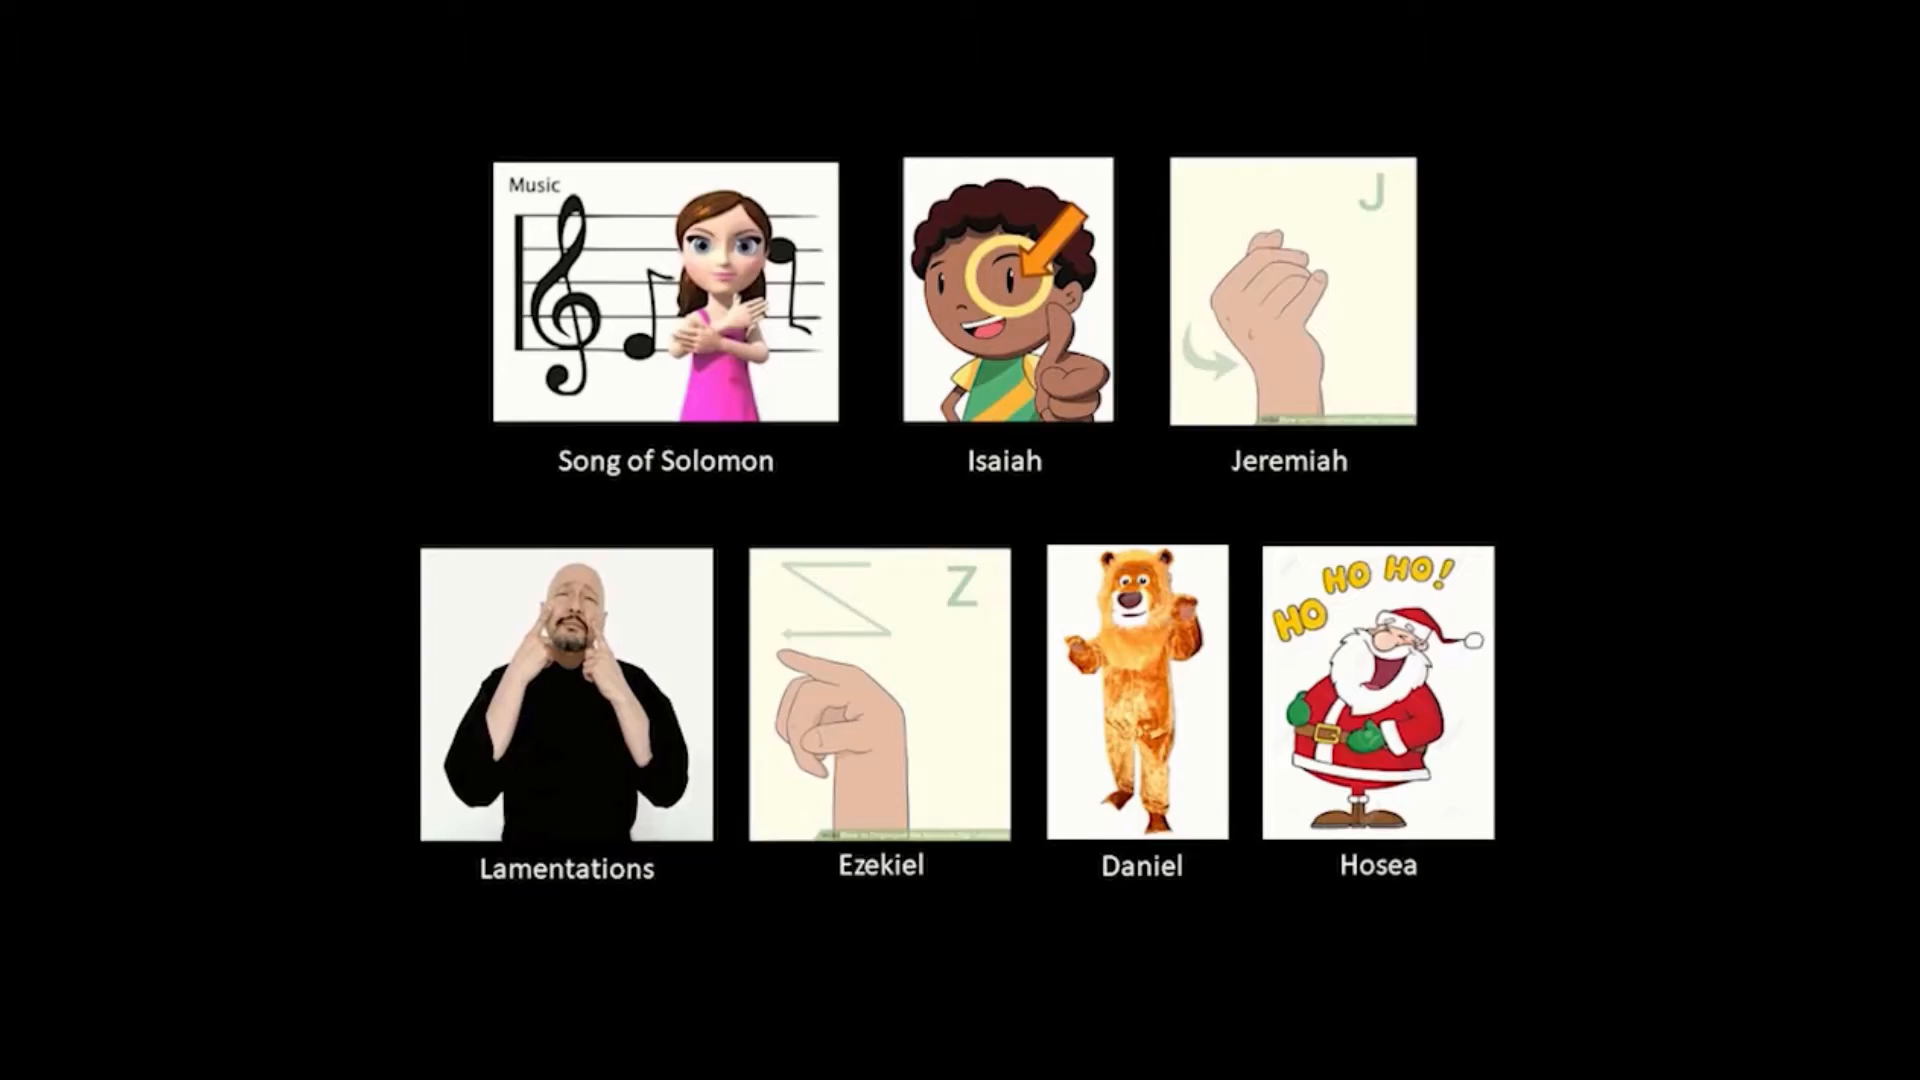 Music
J
Song of Solomon
Isaiah
Jeremiah
HO HO HO!
Z
Lamentations
Ezekiel
Daniel
Hosea